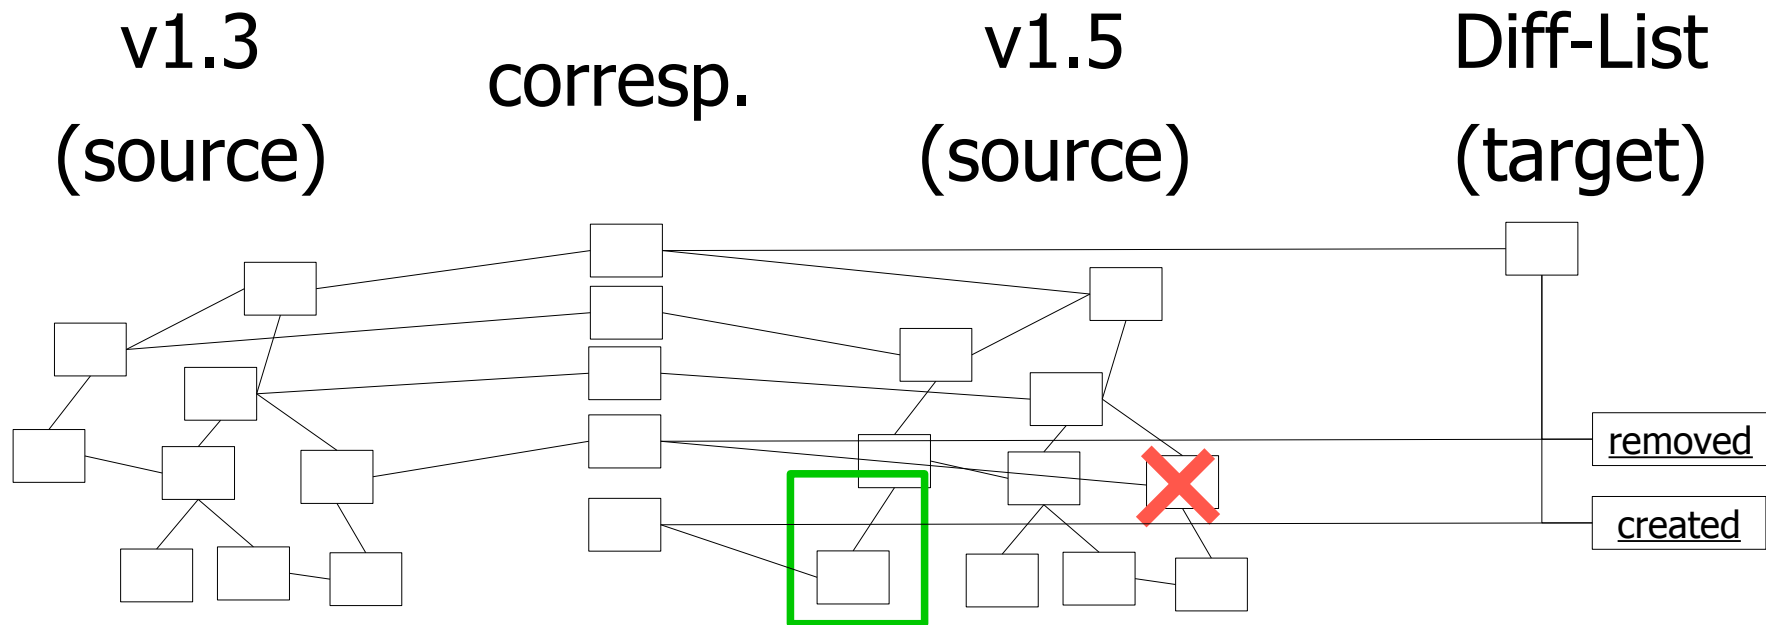 v1.3
(source)
corresp.
v1.5
(source)
Diff-List
(target)
removed
created